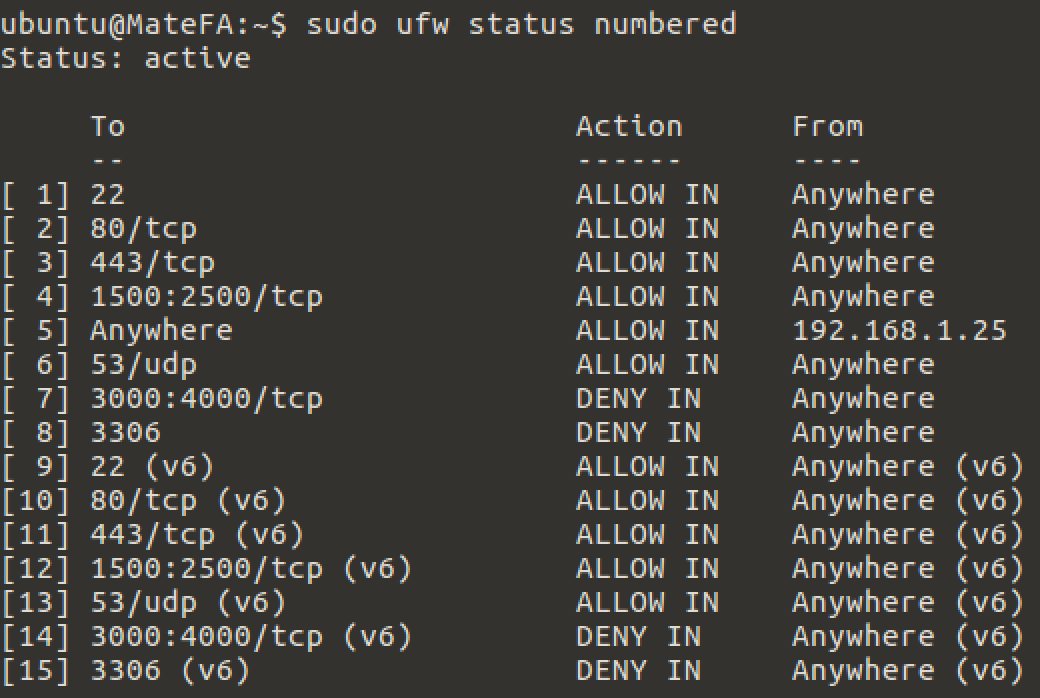 ubuntu@MateFA:~$ sudo ufw status numbered
Status: active
To Action From
-- ------ ----
[ 1] 22 ALLOW IN Anywhere
[ 2] 80/tcp ALLOW IN Anywhere
[ 3] 443/tcp ALLOW IN Anywhere
[ 4] 1500:2500/tcp ALLOW IN Anywhere
[ 5] Anywhere ALLOW IN 192.168.1.25
[ 6] 53/udp ALLOW IN Anywhere
[ 7] 3000:4000/tcp DENY IN Anywhere
[ 8] 3306 DENY IN Anywhere
[ 9] 22 (v6) ALLOW IN Anywhere (v6)
[10] 80/tcp (v6) ALLOW IN Anywhere (v6)
[11] 443/tcp (v6) ALLOW IN Anywhere (v6)
[12] 1500:2500/tcp (v6) ALLOW IN Anywhere (v6)
[13] 53/udp (v6) ALLOW IN Anywhere (v6)
[14] 3000:4000/tcp (v6) DENY IN Anywhere (v6)
[15] 3306 (v6) DENY IN Anywhere (v6)